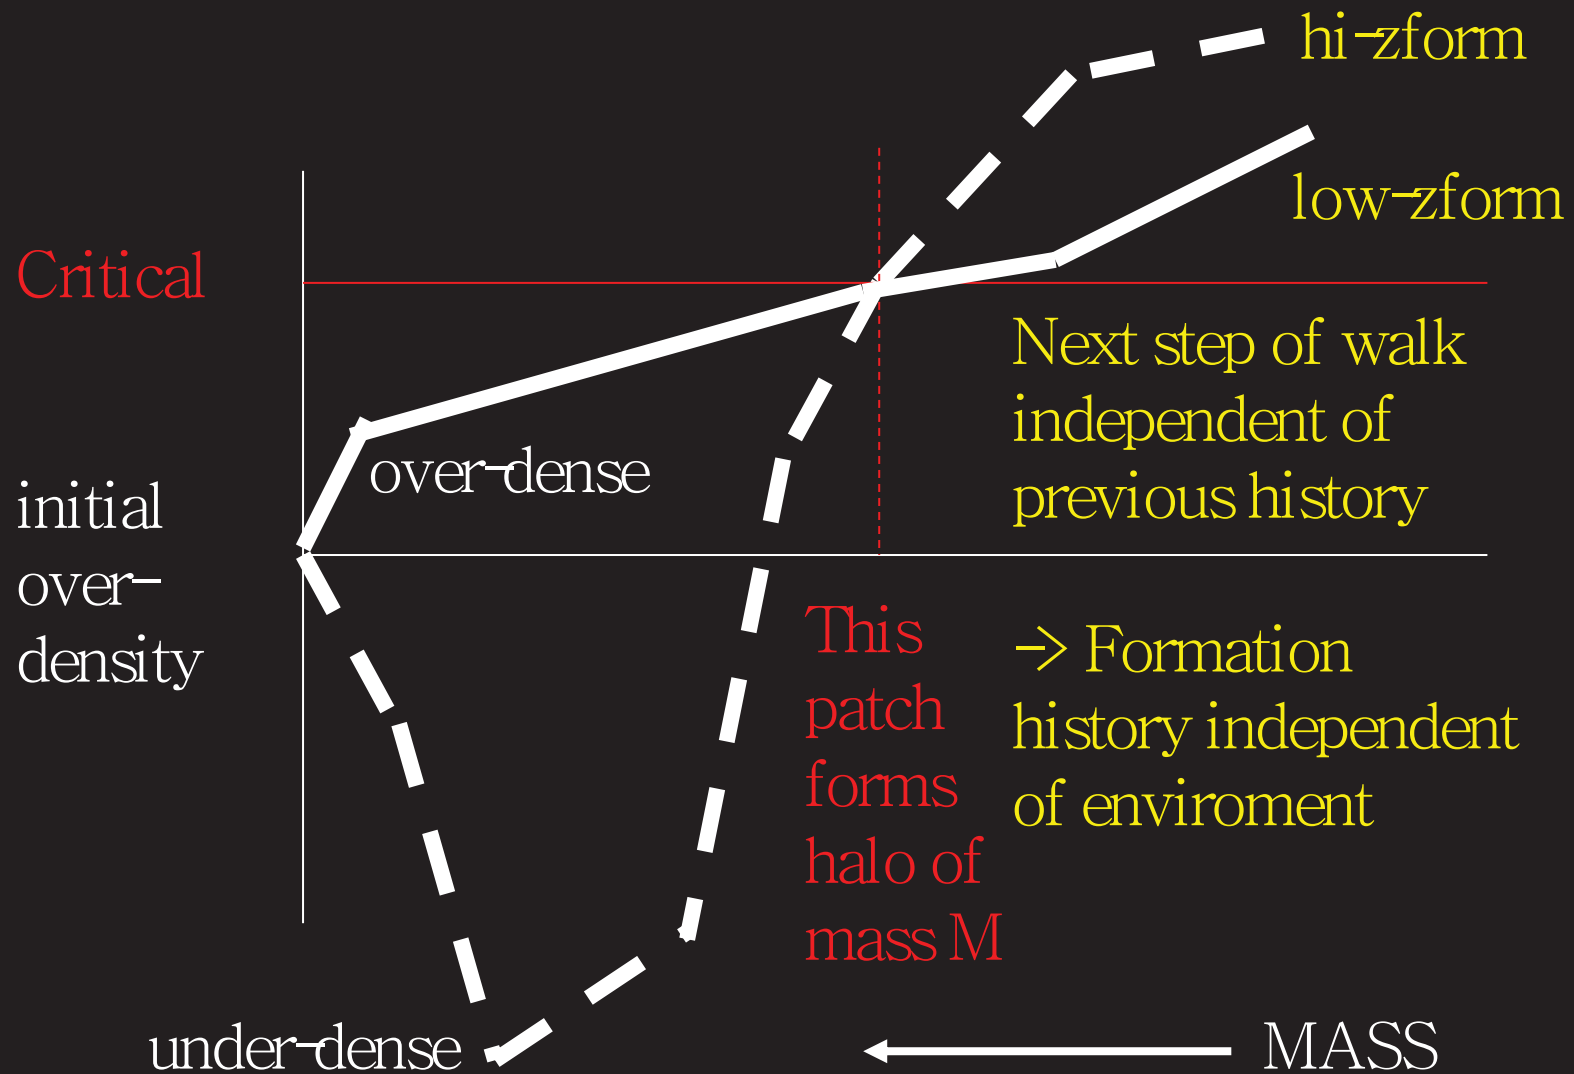 hi-zform
low-zform
Critical
Next step of walk
independent of
previous history
over-dense
initial
over-
density
This
patch
forms
halo of
mass M
-> Formation
history independent
of enviroment
under-dense
MASS